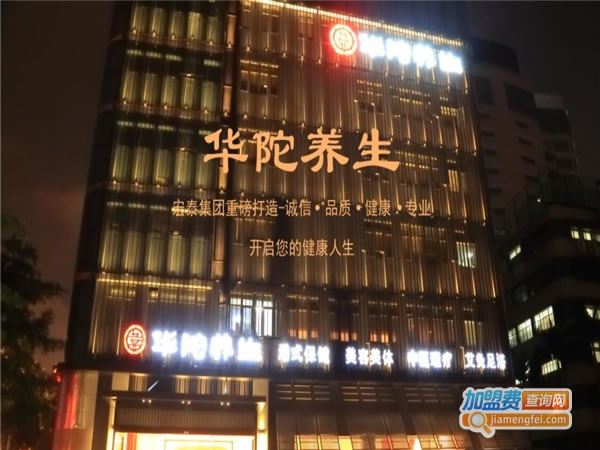 华陀养生
华陀养生
宏泰集团重磅打造-诚信·品质·健康·专业
开启您的健康人生
华陀养生 港式保健 美容美体 中医理疗 艾灸足浴
加盟费查询网
jiamengfei.com